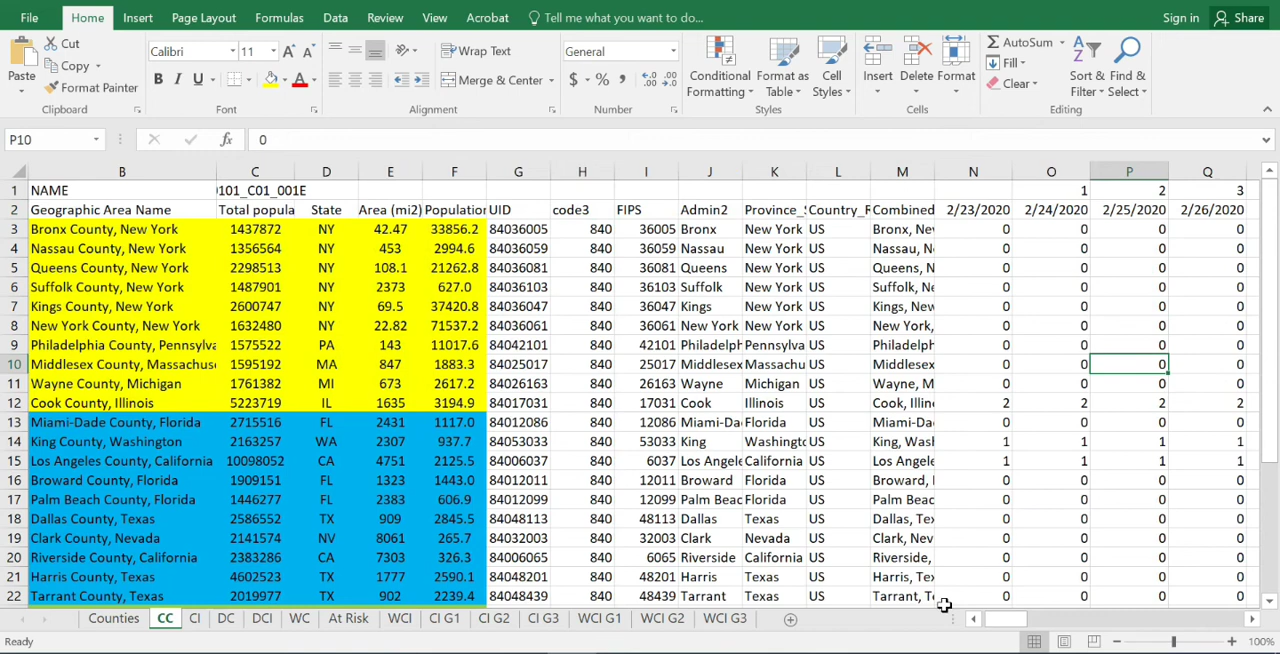 File Home Insert Page Layout Formulas Data Review View Acrobat Tell me what you want to do... Sign in Share
Cut
Copy
Format Painter
Paste
Clipboard
Calibri 11 A A
B I U A
Font
Wrap Text
Merge & Center
Alignment
General
$ % , .0 .00 .00 .0
Number
Conditional Formatting
Format as Table
Cell Styles
Styles
Insert Delete Format
Cells
AutoSum
Fill
Clear
Sort & Filter
Find & Select
Editing
P10 fx 0
B C D E F G H I J K L M N O P Q
1 NAME 0101_C01_001E 1 2 3
2 Geographic Area Name Total popula State Area (mi2) Population UID code3 FIPS Admin2 Province_S Country_R Combined 2/23/2020 2/24/2020 2/25/2020 2/26/2020
3 Bronx County, New York 1437872 NY 42.47 33856.2 84036005 840 36005 Bronx New York US Bronx, Nev 0 0 0 0
4 Nassau County, New York 1356564 NY 453 2994.6 84036059 840 36059 Nassau New York US Nassau, N 0 0 0 0
5 Queens County, New York 2298513 NY 108.1 21262.8 84036081 840 36081 Queens New York US Queens, N 0 0 0 0
6 Suffolk County, New York 1487901 NY 2373 627.0 84036103 840 36103 Suffolk New York US Suffolk, N 0 0 0 0
7 Kings County, New York 2600747 NY 69.5 37420.8 84036047 840 36047 Kings New York US Kings, New 0 0 0 0
8 New York County, New York 1632480 NY 22.82 71537.2 84036061 840 36061 New York New York US New York, 0 0 0 0
9 Philadelphia County, Pennsylva 1575522 PA 143 11017.6 84042101 840 42101 Philadelph Pennsylva US Philadelph 0 0 0 0
10 Middlesex County, Massachus 1595192 MA 847 1883.3 84025017 840 25017 Middlesex Massachu US Middlesex 0 0 0 0
11 Wayne County, Michigan 1761382 MI 673 2617.2 84026163 840 26163 Wayne Michigan US Wayne, M 0 0 0 0
12 Cook County, Illinois 5223719 IL 1635 3194.9 84017031 840 17031 Cook Illinois US Cook, Illin 2 2 2 2
13 Miami-Dade County, Florida 2715516 FL 2431 1117.0 84012086 840 12086 Miami-Da Florida US Miami-Da 0 0 0 0
14 King County, Washington 2163257 WA 2307 937.7 84053033 840 53033 King Washingto US King, Wash 1 1 1 1
15 Los Angeles County, California 10098052 CA 4751 2125.5 84006037 840 6037 Los Angele California US Los Angele 1 1 1 1
16 Broward County, Florida 1909151 FL 1323 1443.0 84012011 840 12011 Broward Florida US Broward, 0 0 0 0
17 Palm Beach County, Florida 1446277 FL 2383 606.9 84012099 840 12099 Palm Beac Florida US Palm Beac 0 0 0 0
18 Dallas County, Texas 2586552 TX 909 2845.5 84048113 840 48113 Dallas Texas US Dallas, Tex 0 0 0 0
19 Clark County, Nevada 2141574 NV 8061 265.7 84032003 840 32003 Clark Nevada US Clark, Nev 0 0 0 0
20 Riverside County, California 2383286 CA 7303 326.3 84006065 840 6065 Riverside California US Riverside, 0 0 0 0
21 Harris County, Texas 4602523 TX 1777 2590.1 84048201 840 48201 Harris Texas US Harris, Tex 0 0 0 0
22 Tarrant County, Texas 2019977 TX 902 2239.4 84048439 840 48439 Tarrant Texas US Tarrant, Te 0 0 0 0
Counties CC CI DC DCI WC At Risk WCI CI G1 CI G2 CI G3 WCI G1 WCI G2 WCI G3
Ready 100%